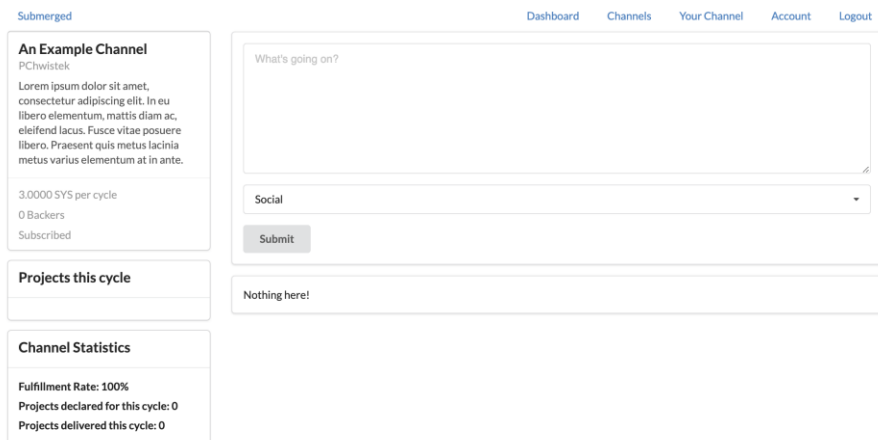 Submerged Dashboard Channels Your Channel Account Logout
An Example Channel
PChwistek
Lorem ipsum dolor sit amet,
consectetur adipiscing elit. In eu
libero elementum, mattis diam ac,
eleifend lacus. Fusce vitae posuere
libero. Praesent quis metus lacinia
metus varius elementum at in ante.
3.0000 SYS per cycle
0 Backers
Subscribed
Projects this cycle
Channel Statistics
Fulfillment Rate: 100%
Projects declared for this cycle: 0
Projects delivered this cycle: 0
What's going on?
Social
Submit
Nothing here!